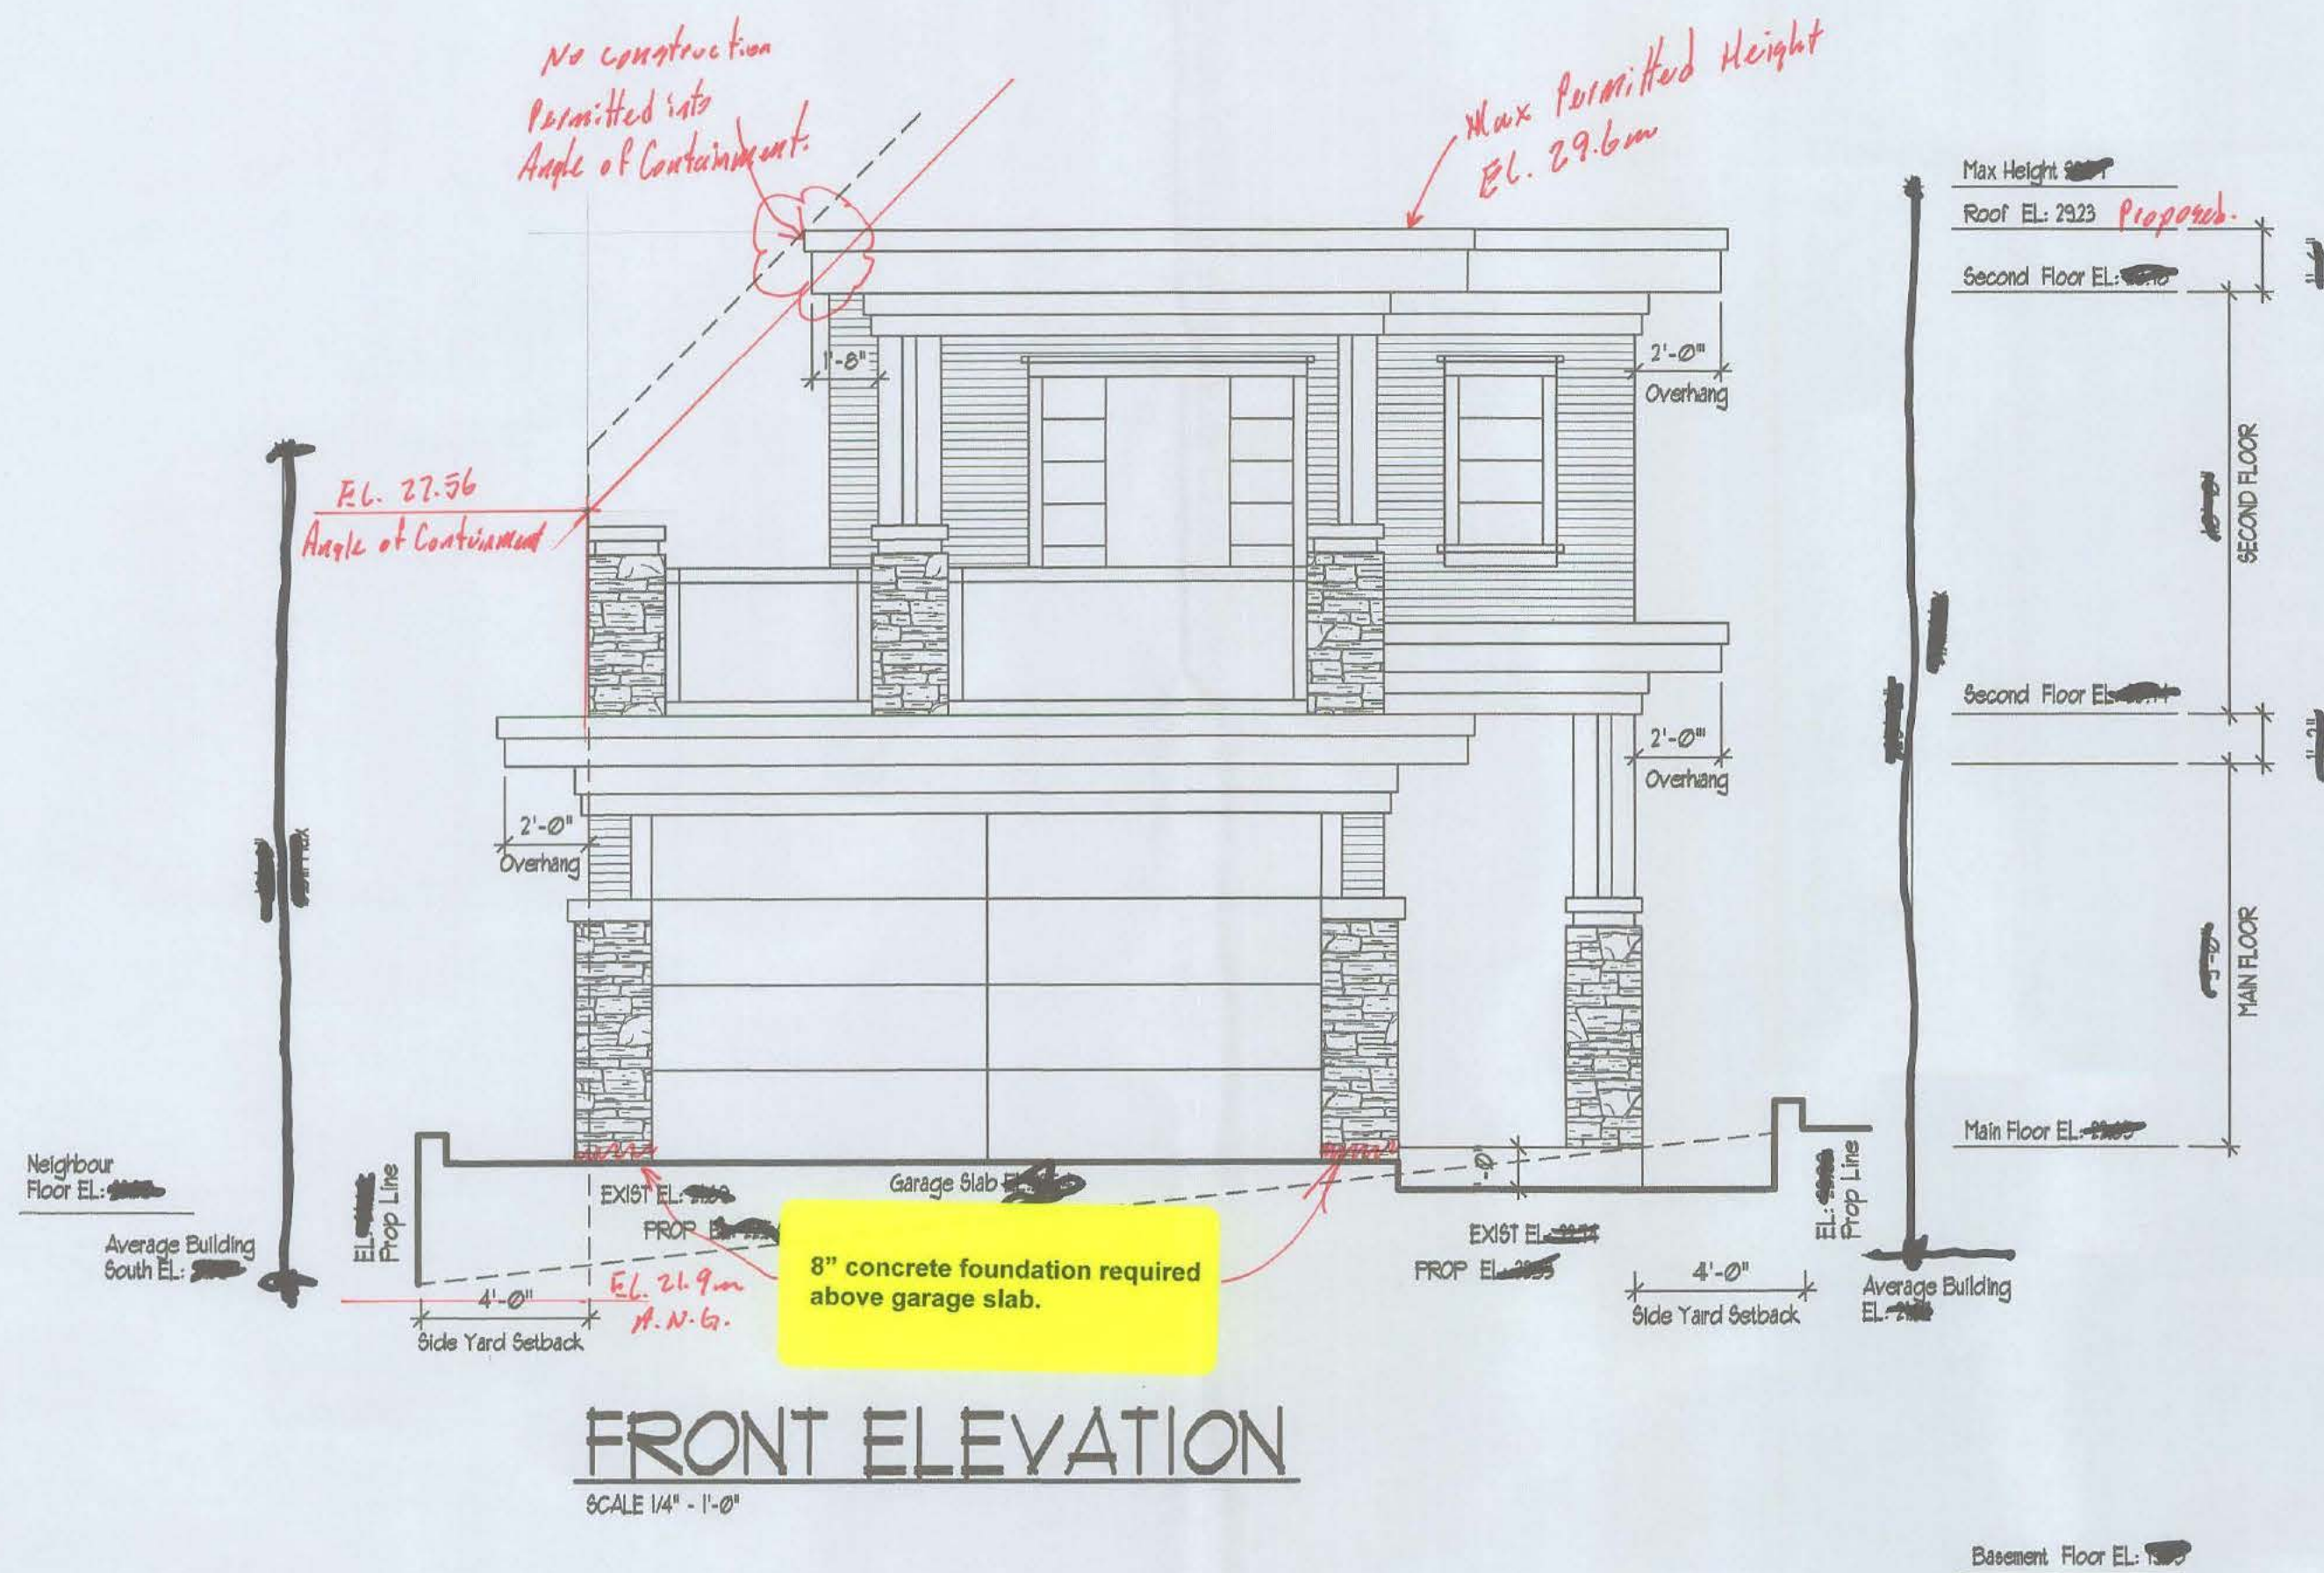 No construction
Permitted into
Angle of Containment.
Max Permitted Height
EL. 29.6m
Max Height
Roof EL: 29.23 Proposed.
Second Floor EL:
1'-8"
2'-0"
Overhang
SECOND FLOOR
EL. 27.56
Angle of Containment
Second Floor EL:
2'-0"
Overhang
2'-0"
Overhang
MAIN FLOOR
Main Floor EL:
Neighbour
Floor EL:
Average Building
South EL:
EL:
Prop Line
EXIST EL:
PROP
Garage Slab
EXIST EL:
PROP EL:
EL:
Prop Line
8" concrete foundation required
above garage slab.
EL. 21.9m
A.N.G.
4'-0"
Side Yard Setback
4'-0"
Side Yard Setback
Average Building
EL:
FRONT ELEVATION
SCALE 1/4" - 1'-0"
Basement Floor EL: